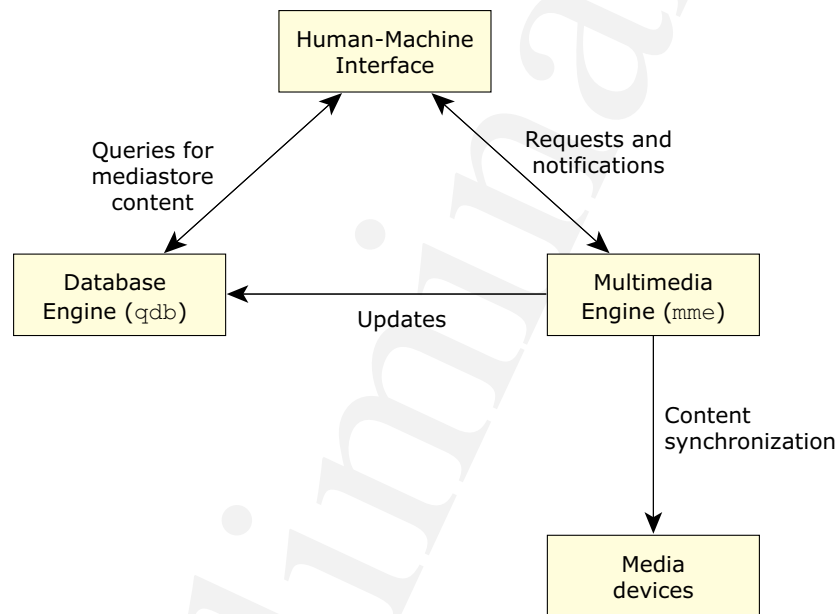 Human-Machine
Interface
Queries for
mediastore
content
Requests and
notifications
Database
Engine (qdb)
Updates
Multimedia
Engine (mme)
Content
synchronization
Media
devices